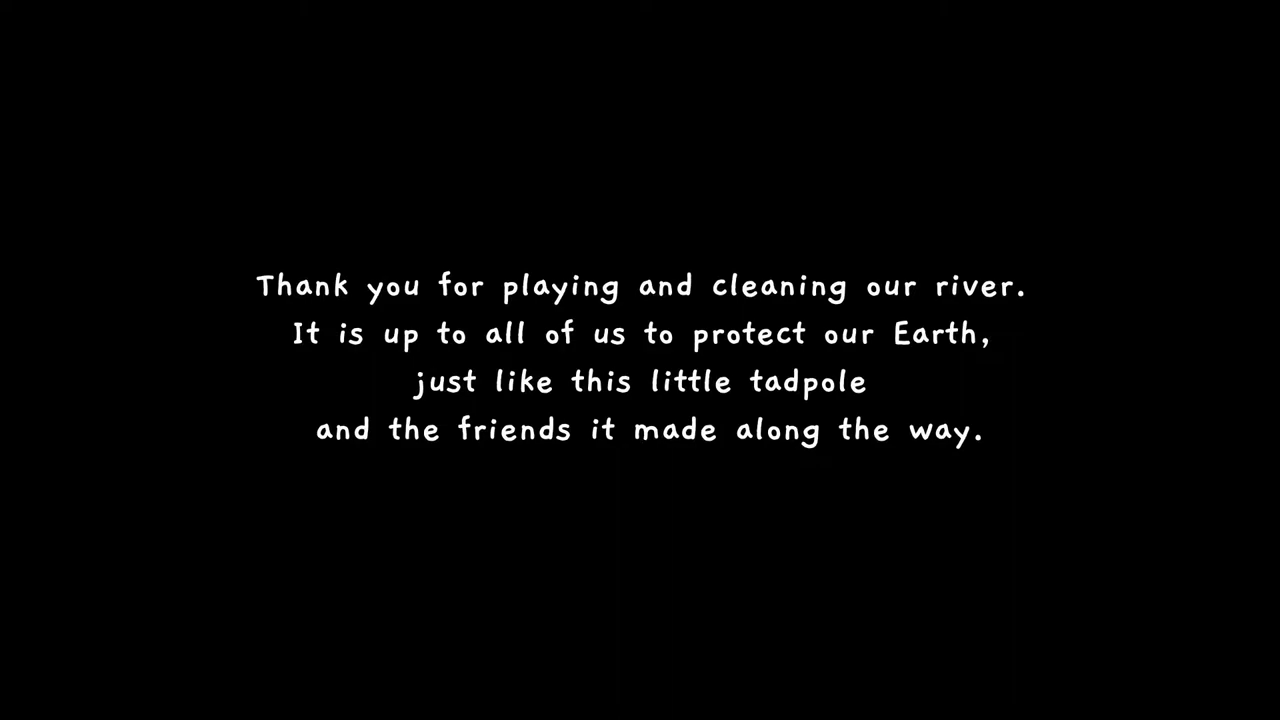 Thank you for playing and cleaning our river.
It is up to all of us to protect our Earth,
just like this little tadpole
and the friends it made along the way.